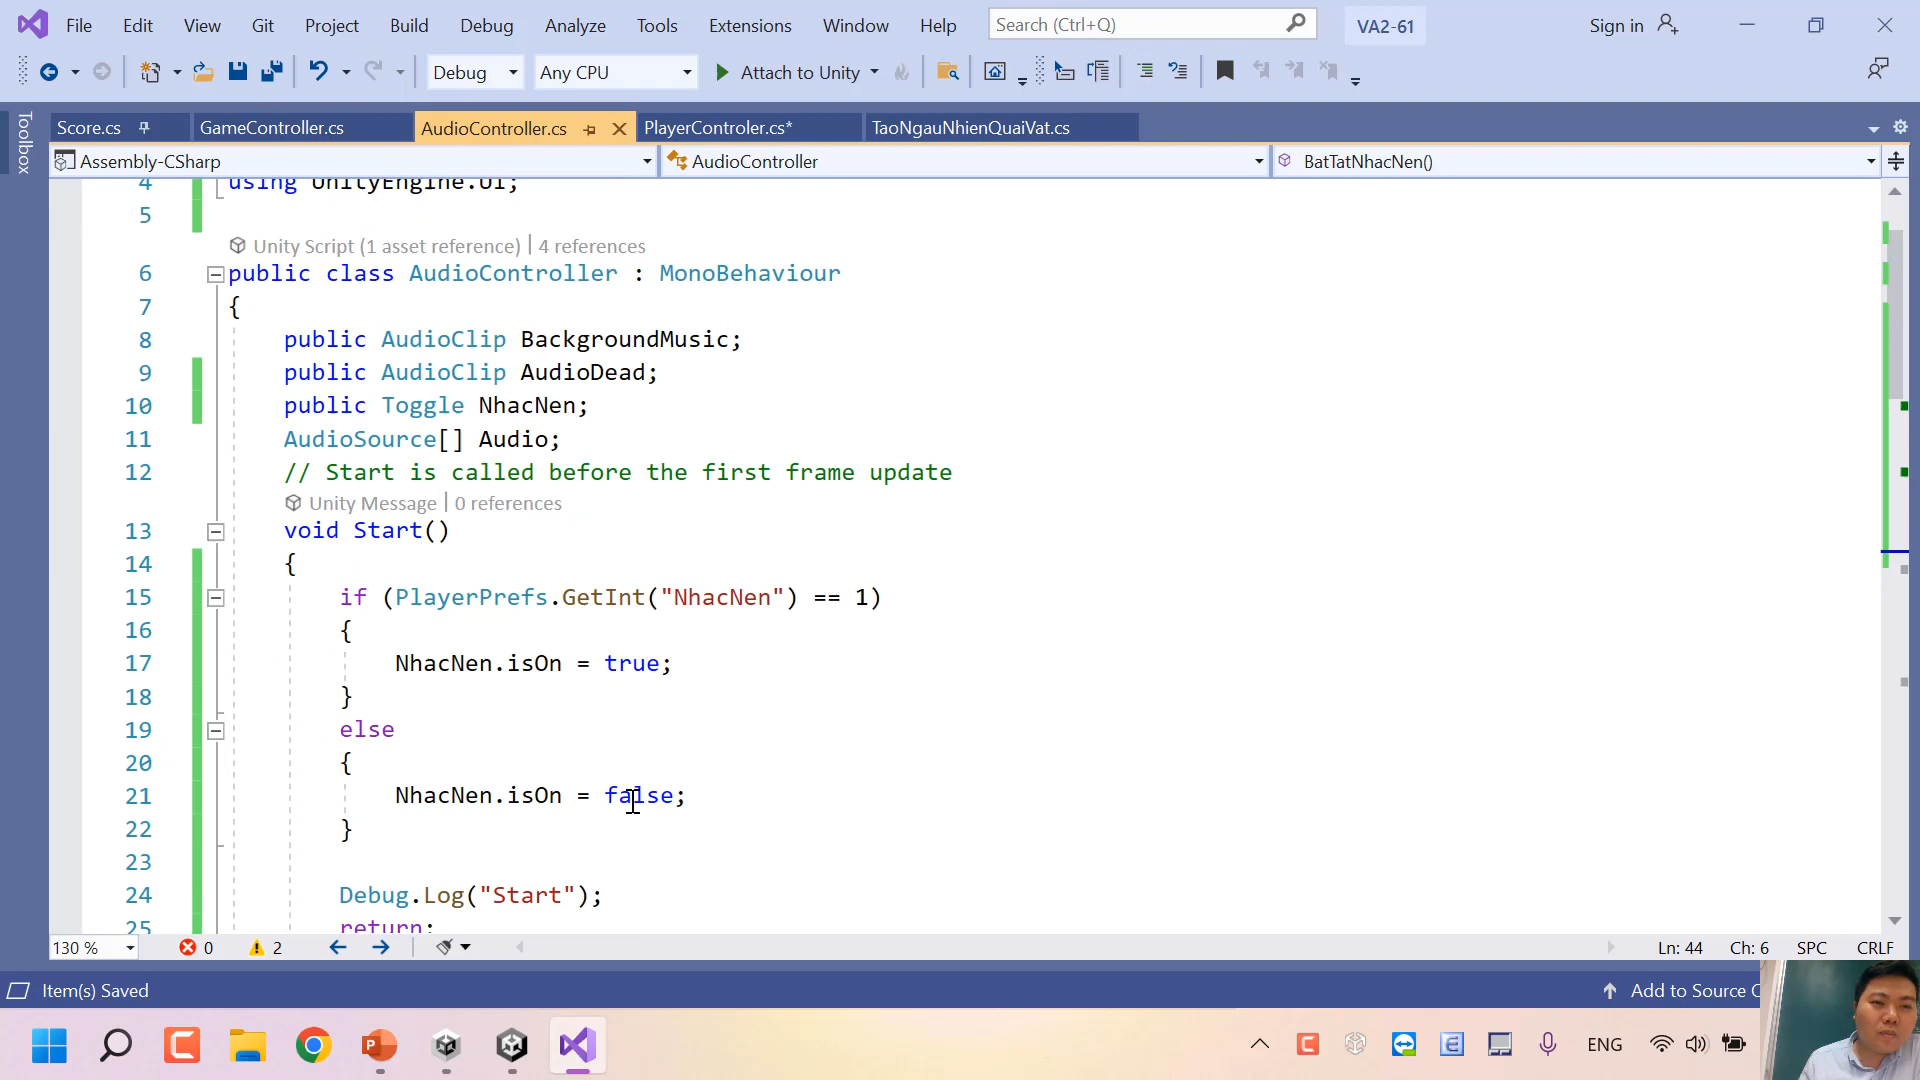 File Edit View Git Project Build Debug Analyze Tools Extensions Window Help Search (Ctrl+Q) VA2-61 Sign in
Debug Any CPU Attach to Unity
Toolbox
Score.cs GameController.cs AudioController.cs PlayerControler.cs* TaoNgauNhienQuaiVat.cs
Assembly-CSharp AudioController BatTatNhacNen()
4 using UnityEngine.UI;
5
Unity Script (1 asset reference) | 4 references
6 public class AudioController : MonoBehaviour
7 {
8 public AudioClip BackgroundMusic;
9 public AudioClip AudioDead;
10 public Toggle NhacNen;
11 AudioSource[] Audio;
12 // Start is called before the first frame update
Unity Message | 0 references
13 void Start()
14 {
15 if (PlayerPrefs.GetInt("NhacNen") == 1)
16 {
17 NhacNen.isOn = true;
18 }
19 else
20 {
21 NhacNen.isOn = false;
22 }
23
24 Debug.Log("Start");
25 return;
130 % 0 2 Ln: 44 Ch: 6 SPC CRLF
Item(s) Saved Add to Source C
ENG